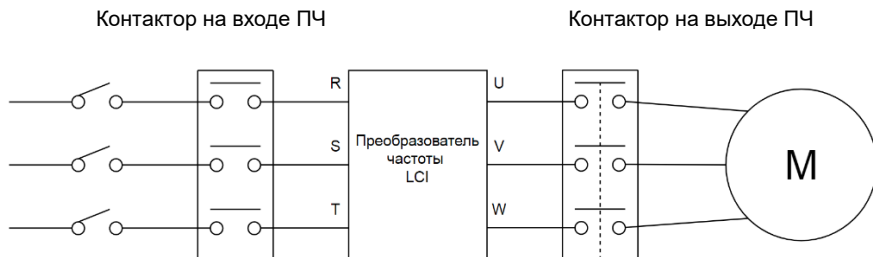 Контактор на входе ПЧ
Контактор на выходе ПЧ
R
U
S
Преобразователь
частоты
LCI
V
M
T
W